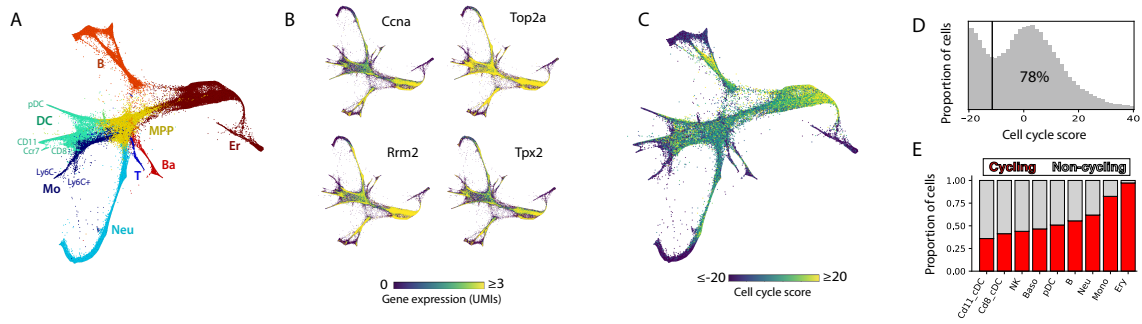 A
B
pDC
DC
CD11
Ccr7
CD8
MPP
Er
Ly6C-
Ly6C+
Mo
T
Ba
Neu
B
Ccna
Top2a
Rrm2
Tpx2
0
≥3
Gene expression (UMIs)
C
≤-20
≥20
Cell cycle score
D
Proportion of cells
78%
-20
0
20
40
Cell cycle score
E
Cycling
Non-cycling
Proportion of cells
1.00
0.75
0.50
0.25
0.00
Cd11_cDC
Cd8_cDC
NK
Baso
pDC
B
Neu
Mono
Ery